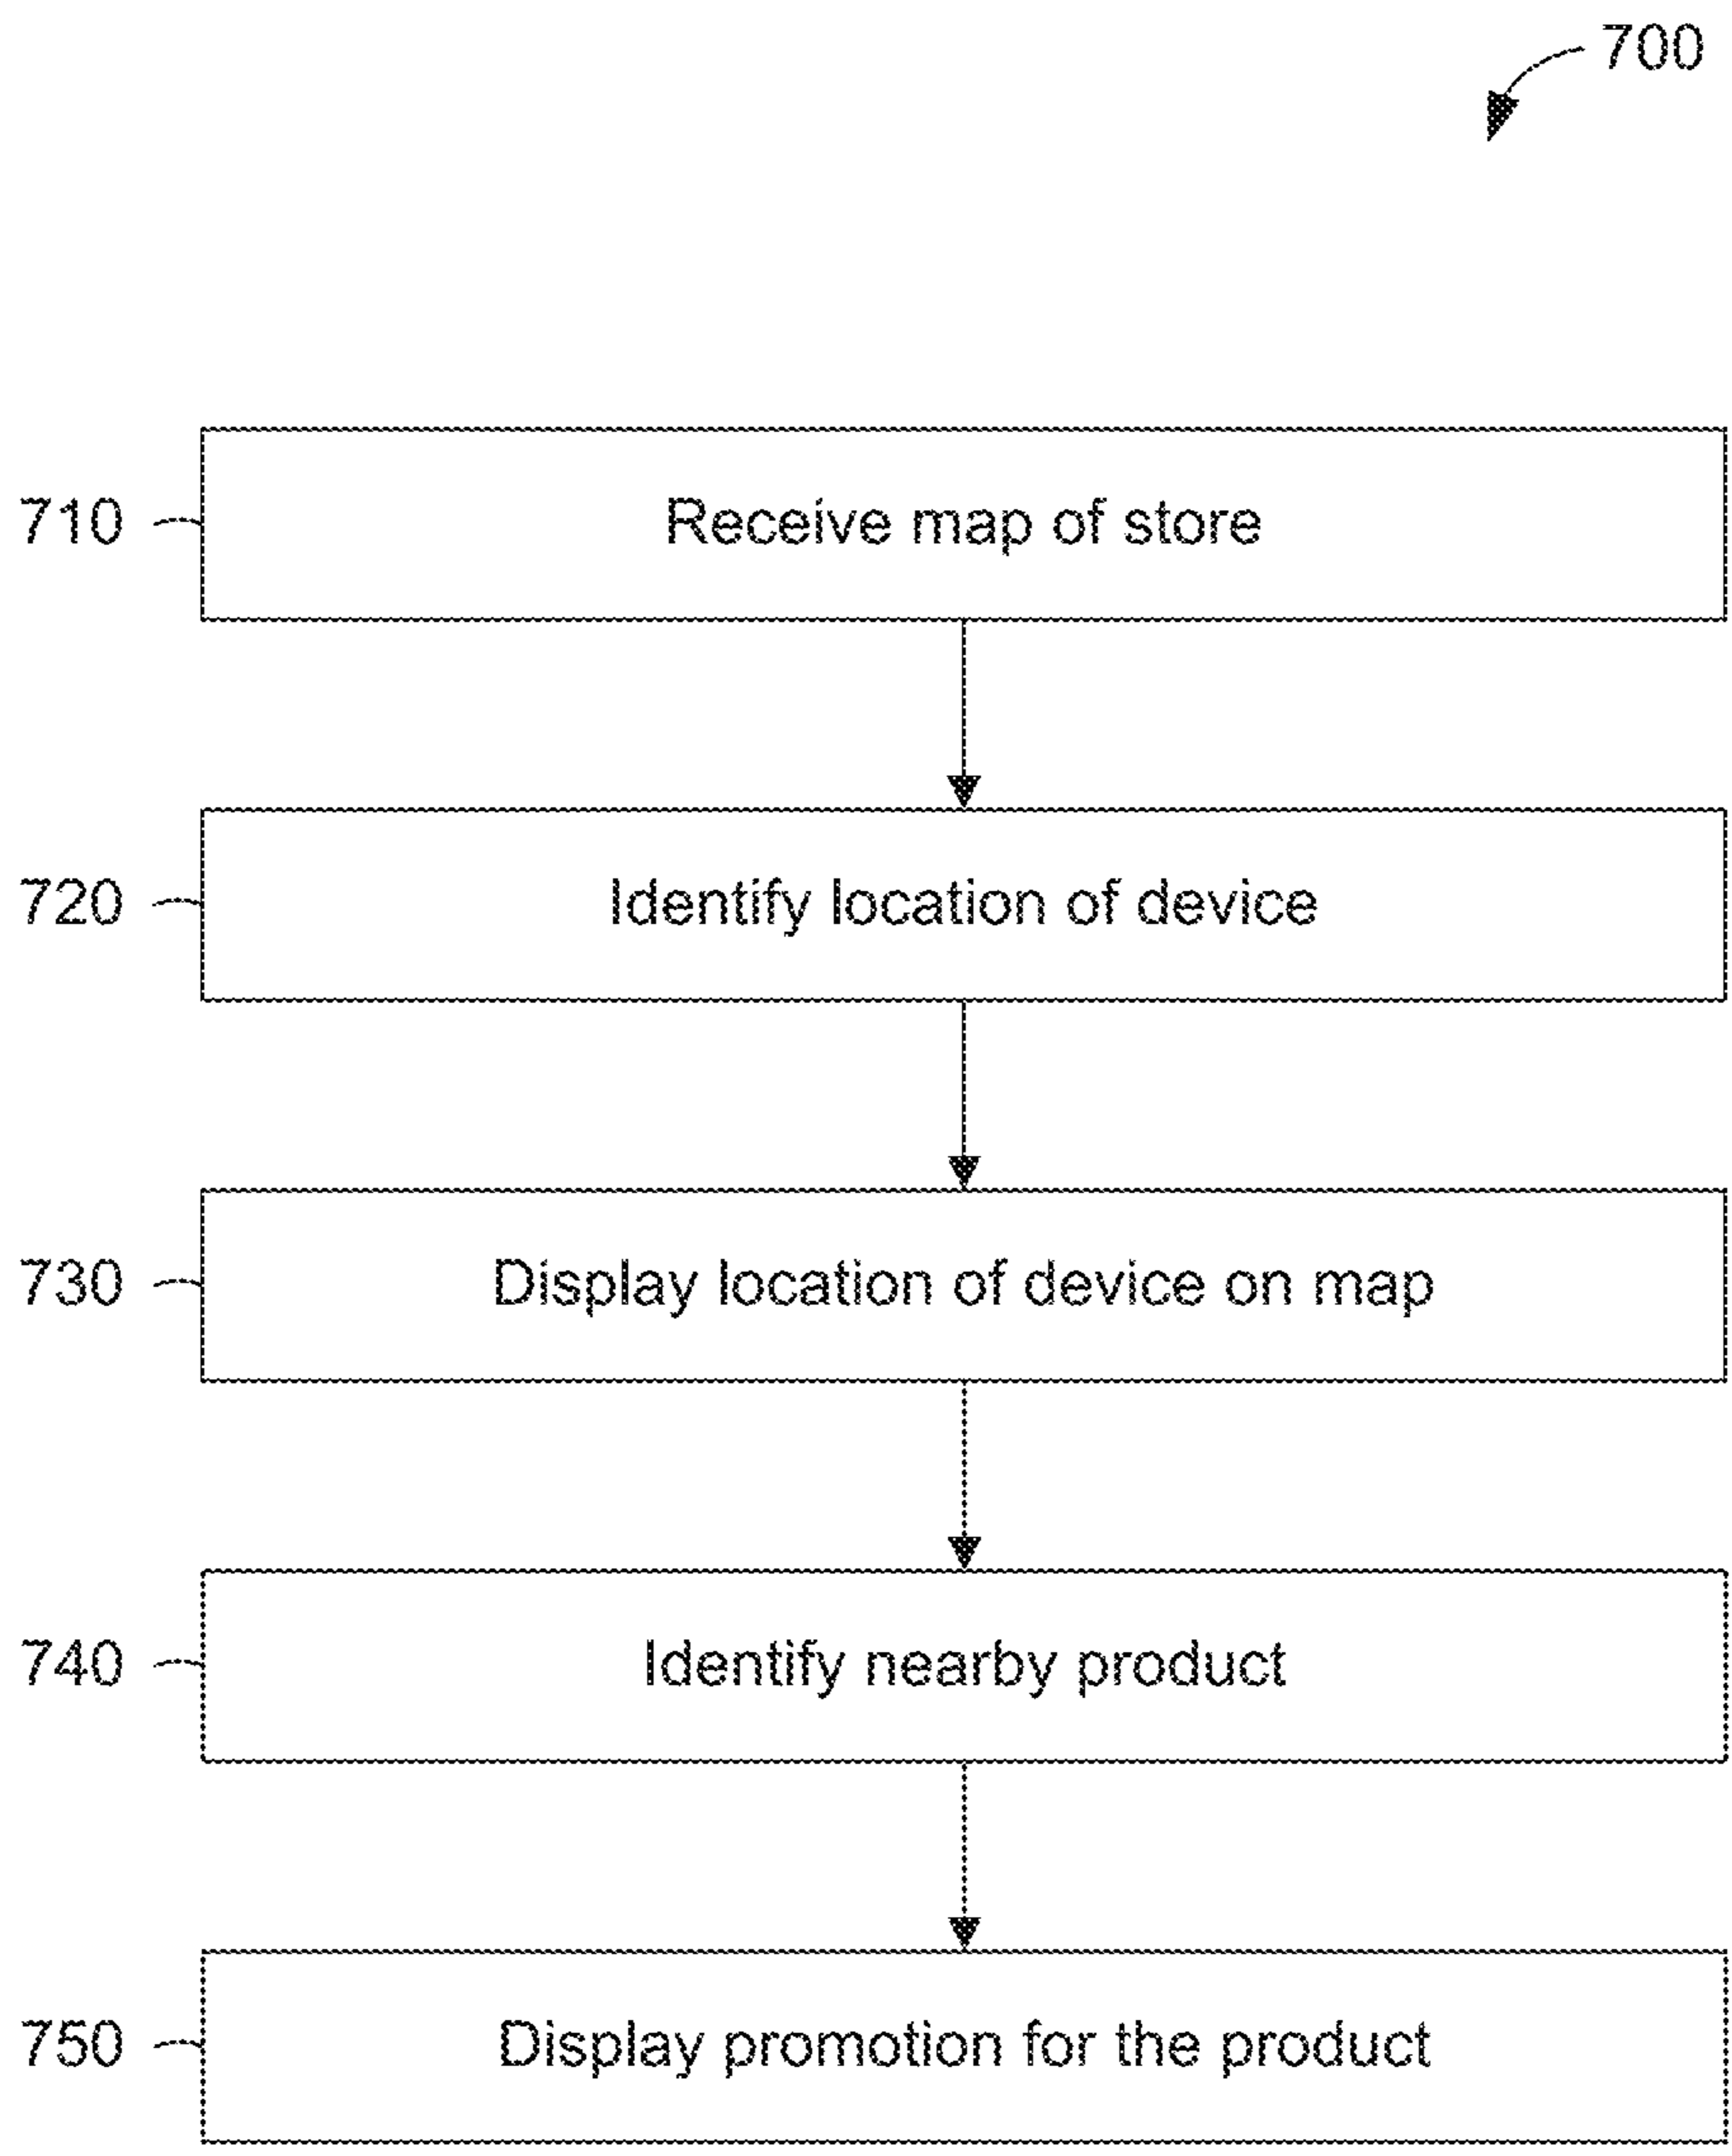 700
710 Receive map of store
720 Identify location of device
730 Display location of device on map
740 Identify nearby product
750 Display promotion for the product